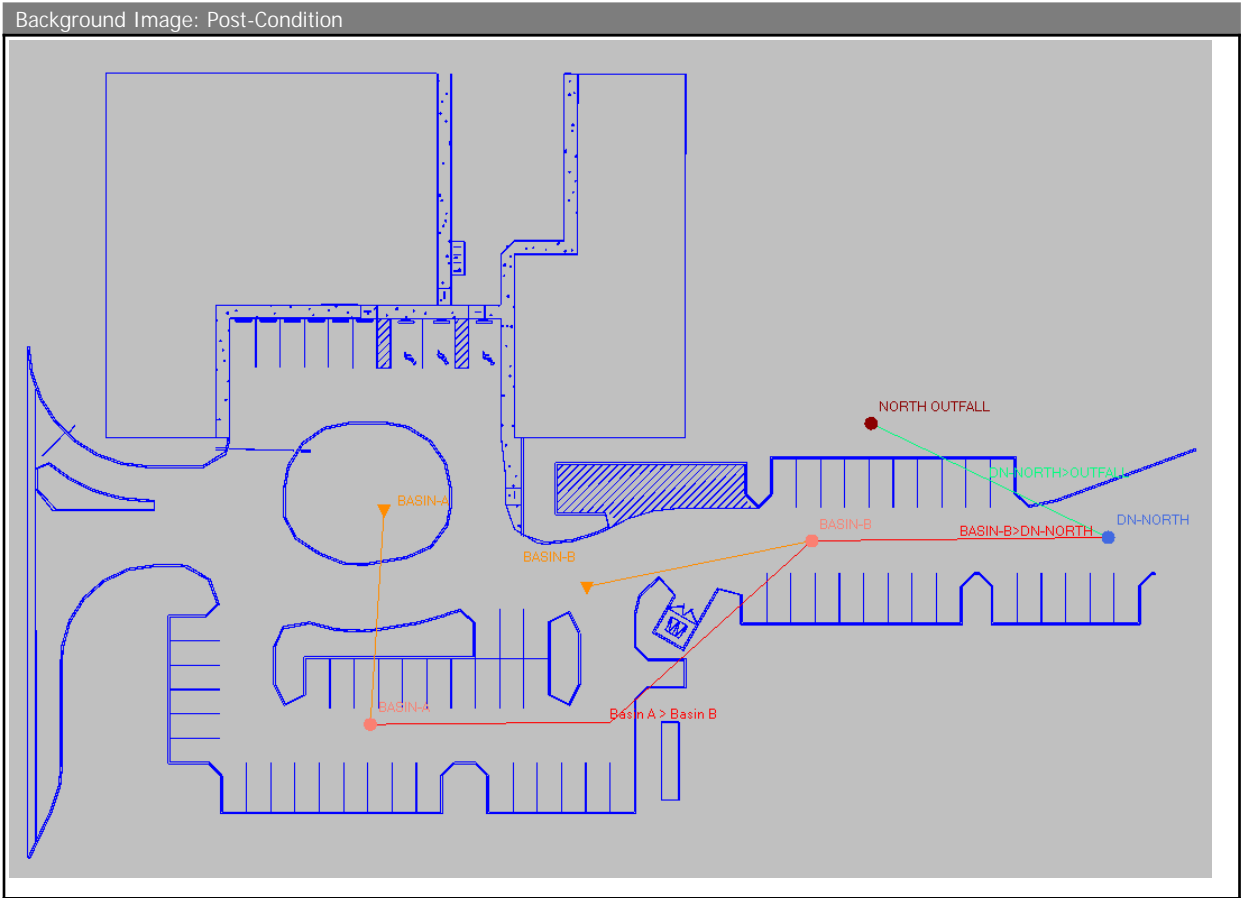 Background Image: Post-Condition
NORTH OUTFALL
DN-NORTH>OUTFALL
BASIN-A
BASIN-B
DN-NORTH
BASIN-B>DN-NORTH
BASIN-B
BASIN-A
Basin A > Basin B